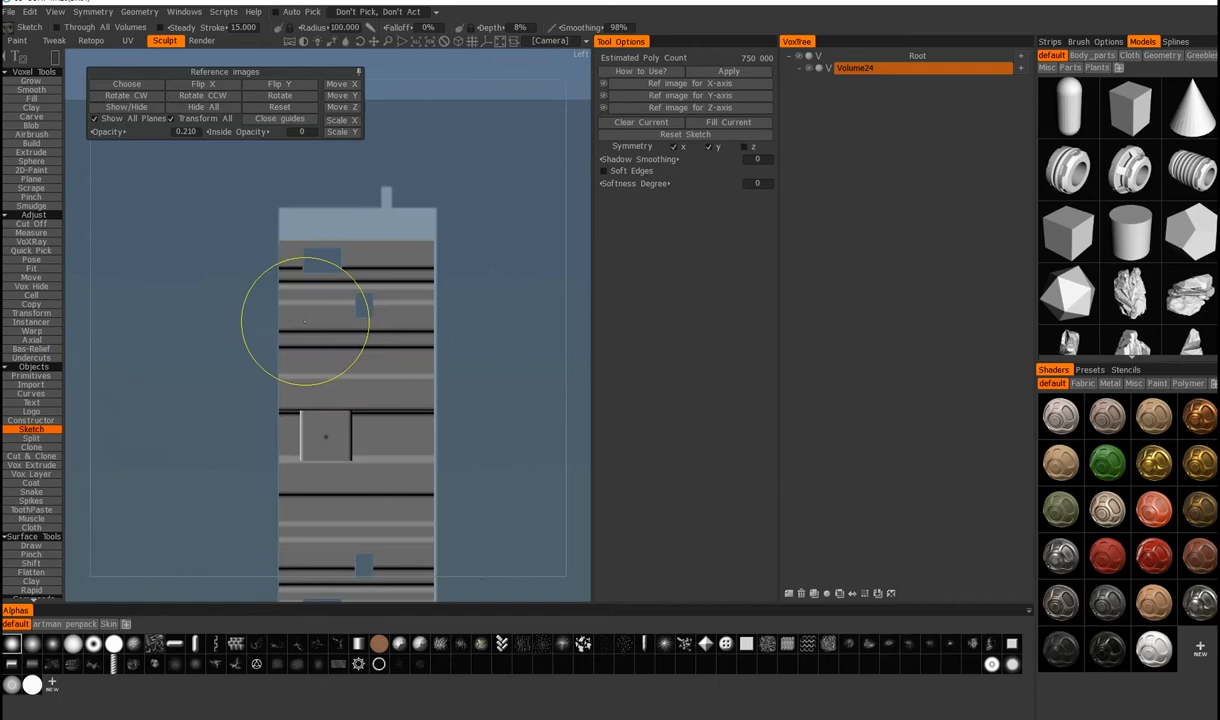 File Edit View Symmetry Geometry Windows Scripts Help Auto Pick Don't Pick, Don't Act
Sketch Through All Volumes Steady Stroke 15.000 Radius 100.000 Falloff 0% Depth 8% Smoothing 98%
Paint Tweak Retopo UV Sculpt Render [Camera]
Left
Voxel Tools
Grow
Smooth
Fill
Clay
Carve
Blob
Airbrush
Build
Extrude
Sphere
2D-Paint
Plane
Scrape
Pinch
Smudge
Adjust
Cut Off
Measure
VoXRay
Quick Pick
Pose
Fit
Move
Vox Hide
Cell
Copy
Transform
Instancer
Warp
Axial
Bas-Relief
Undercuts
Objects
Primitives
Import
Curves
Text
Logo
Constructor
Sketch
Split
Clone
Cut & Clone
Vox Extrude
Vox Layer
Coat
Snake
Spikes
ToothPaste
Muscle
Cloth
Surface Tools
Draw
Pinch
Shift
Flatten
Clay
Rapid
Reference images
Choose Flip X Flip Y Move X
Rotate CW Rotate CCW Rotate Move Y
Show/Hide Hide All Reset Move Z
Show All Planes Transform All Close guides Scale X
Opacity 0.210 Inside Opacity 0 Scale Y
Tool Options
Estimated Poly Count 750 000
How to Use? Apply
Ref image for X-axis
Ref image for Y-axis
Ref image for Z-axis
Clear Current Fill Current
Reset Sketch
Symmetry x y z
Shadow Smoothing 0
Soft Edges
Softness Degree 0
VoxTree
V Root +
V Volume24 +
Strips Brush Options Models Splines
default Body_parts Cloth Geometry Greebles
Misc Parts Plants
Shaders Presets Stencils
default Fabric Metal Misc Paint Polymer
NEW
Alphas
default artman penpack Skin
NEW